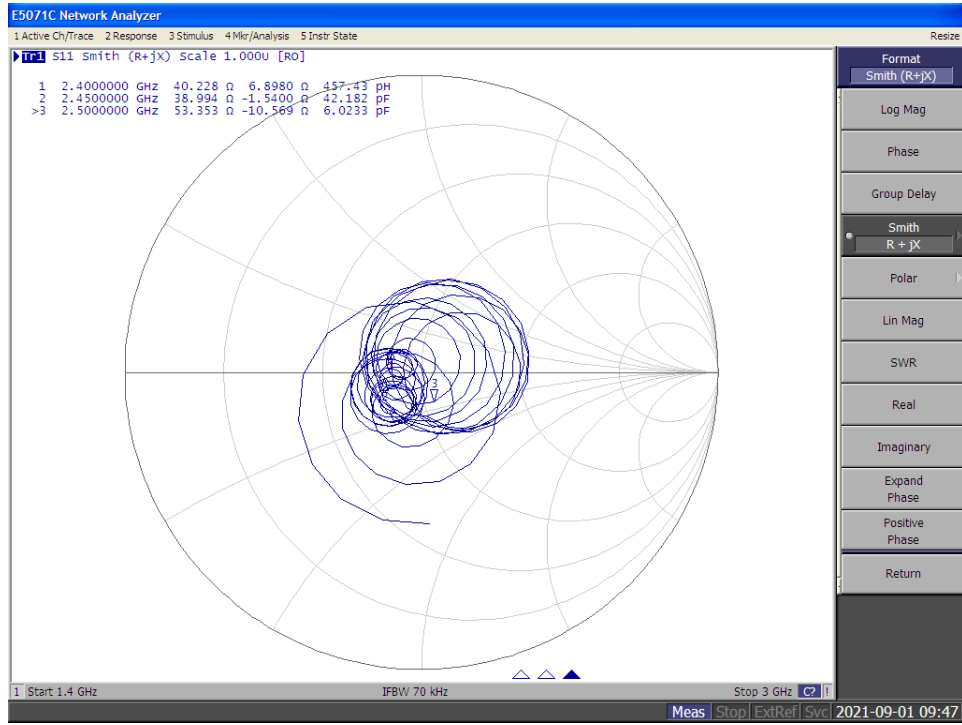 E5071C Network Analyzer
1 Active Ch/Trace 2 Response 3 Stimulus 4 Mkr/Analysis 5 Instr State Resize
Tr1 S11 Smith (R+jX) Scale 1.000U [RO]
1 2.4000000 GHz 40.228 Ω 6.8980 Ω 457.43 pH
2 2.4500000 GHz 38.994 Ω -1.5400 Ω 42.182 pF
>3 2.5000000 GHz 53.353 Ω -10.569 Ω 6.0233 pF
3
Format
Smith (R+jX)
Log Mag
Phase
Group Delay
Smith
R + jX
Polar
Lin Mag
SWR
Real
Imaginary
Expand
Phase
Positive
Phase
Return
1 Start 1.4 GHz IFBW 70 kHz Stop 3 GHz C? !
Meas Stop ExtRef Svc 2021-09-01 09:47